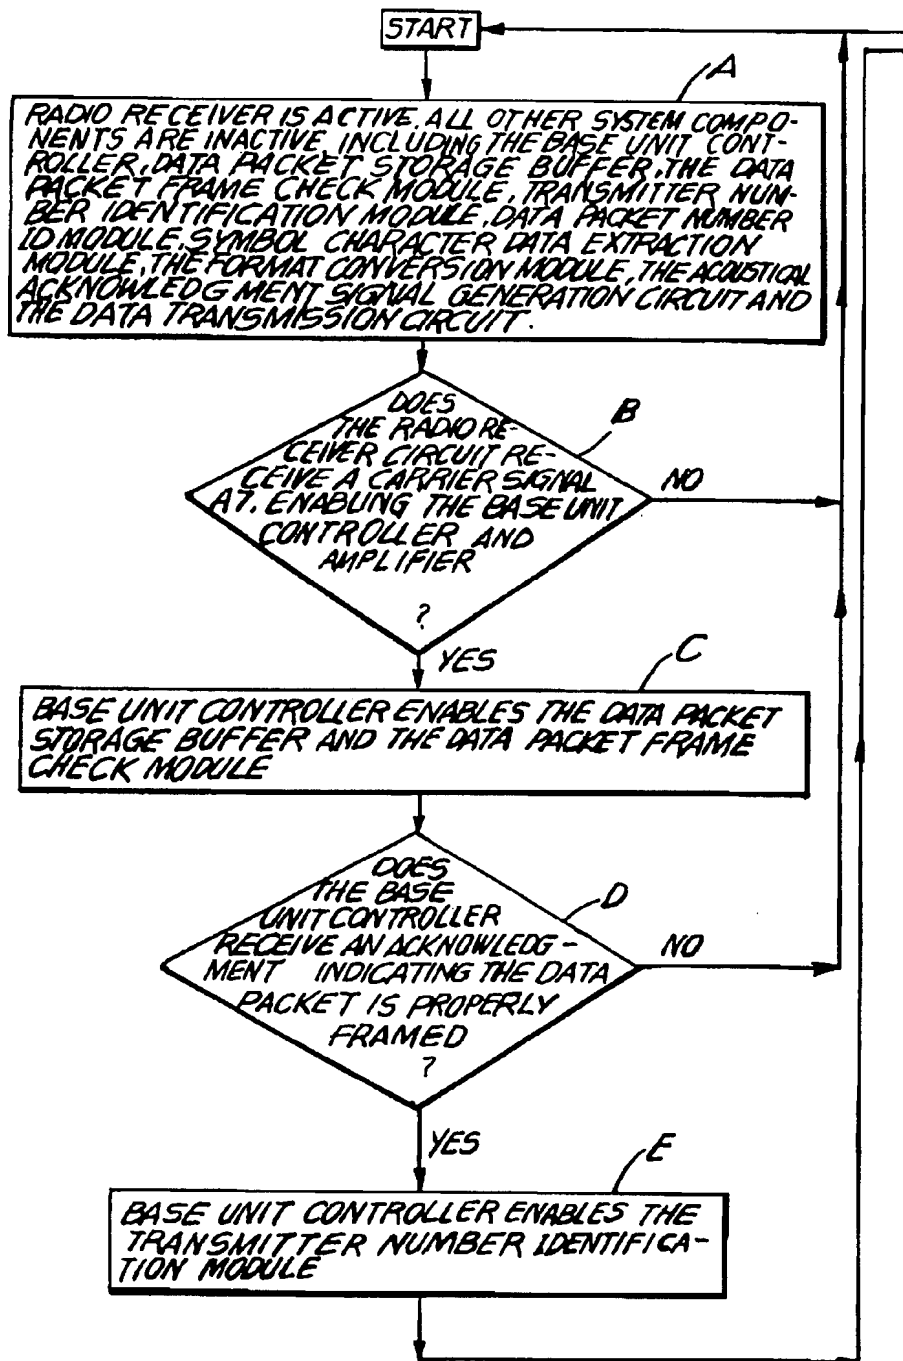 START
A
RADIO RECEIVER IS ACTIVE. ALL OTHER SYSTEM COMPO-
NENTS ARE INACTIVE, INCLUDING THE BASE UNIT CONT-
ROLLER, DATA PACKET STORAGE BUFFER, THE DATA
PACKET FRAME CHECK MODULE, TRANSMITTER NUM-
BER IDENTIFICATION MODULE, DATA PACKET NUMBER
ID MODULE, SYMBOL CHARACTER DATA EXTRACTION
MODULE, THE FORMAT CONVERSION MODULE, THE ACOUSTICAL
ACKNOWLEDGMENT SIGNAL GENERATION CIRCUIT AND
THE DATA TRANSMISSION CIRCUIT.
B
DOES
THE RADIO RE-
CEIVER CIRCUIT RE-
CEIVE A CARRIER SIGNAL
A7. ENABLING THE BASE UNIT
CONTROLLER AND
AMPLIFIER
?
NO
YES
C
BASE UNIT CONTROLLER ENABLES THE DATA PACKET
STORAGE BUFFER AND THE DATA PACKET FRAME
CHECK MODULE
D
DOES
THE BASE
UNIT CONTROLLER
RECEIVE AN ACKNOWLEDG-
MENT INDICATING THE DATA
PACKET IS PROPERLY
FRAMED
?
NO
YES
E
BASE UNIT CONTROLLER ENABLES THE
TRANSMITTER NUMBER IDENTIFICA-
TION MODULE